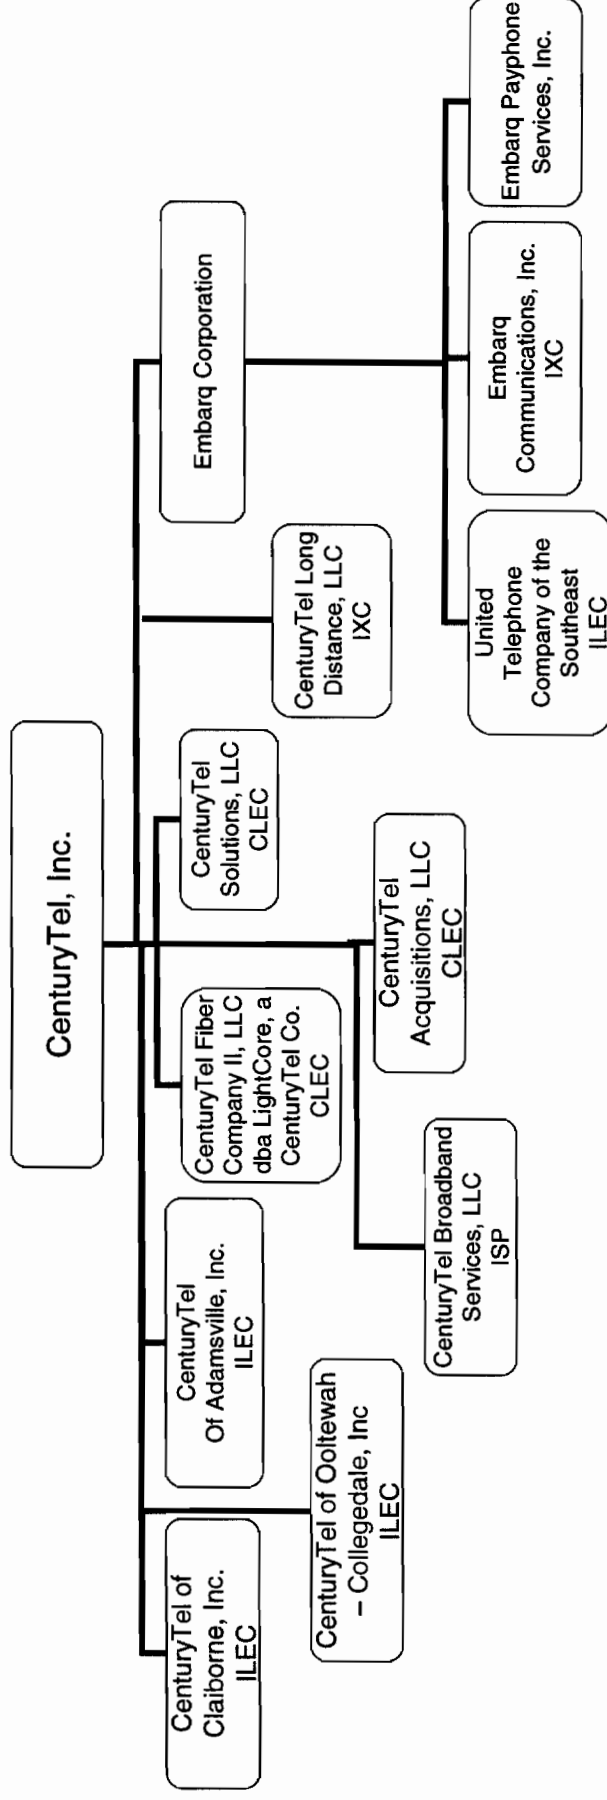 CenturyTel, Inc.
Embarq Corporation
CenturyTel of
Claiborne, Inc.
ILEC
CenturyTel
Of Adamsville, Inc.
ILEC
CenturyTel Fiber
Company II, LLC
dba LightCore, a
CenturyTel Co.
CLEC
CenturyTel
Solutions, LLC
CLEC
CenturyTel Long
Distance, LLC
IXC
CenturyTel of Ooltewah
– Collegedale, Inc
ILEC
CenturyTel Broadband
Services, LLC
ISP
CenturyTel
Acquisitions, LLC
CLEC
United
Telephone
Company of the
Southeast
ILEC
Embarq
Communications, Inc.
IXC
Embarq Payphone
Services, Inc.